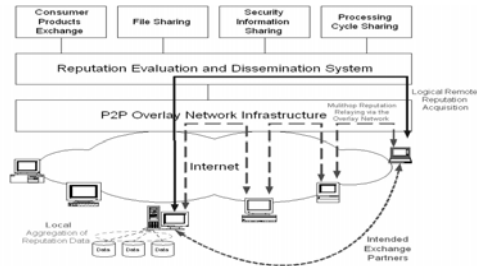 Consumer
Products
Exchange
File Sharing
Security
Information
Sharing
Processing
Cycle Sharing
Reputation Evaluation and Dissemination System
Logical Remote
Reputation
Acquisition
P2P Overlay Network Infrastructure
Multihop Reputation
Relaying via the
Overlay Network
Internet
Local
Aggregation of
Reputation Data
Data
Data
Data
Intended
Exchange
Partners